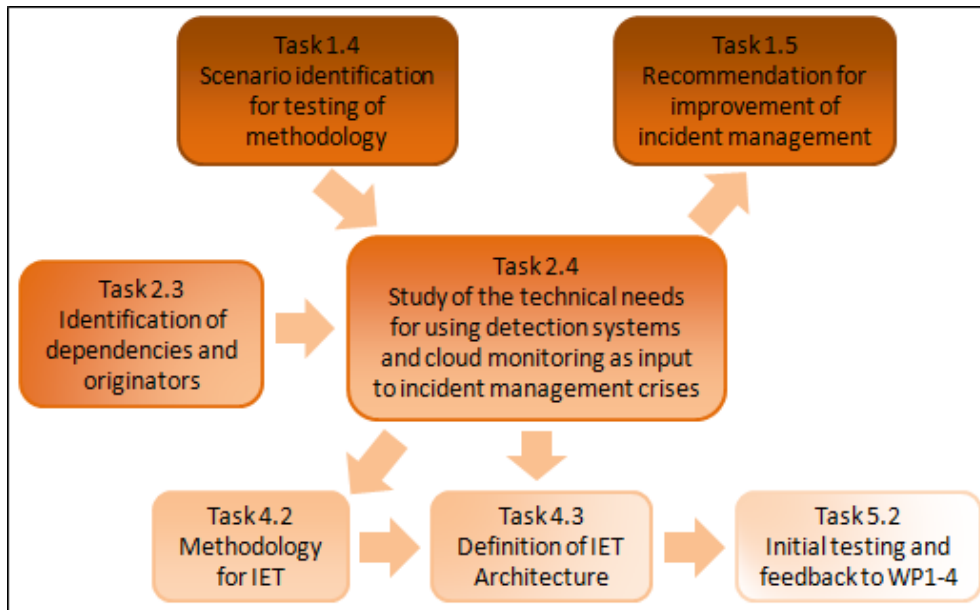 Task 1.4
Scenario identification
for testing of
methodology
Task 1.5
Recommendation for
improvement of
incident management
Task 2.3
Identification of
dependencies and
originators
Task 2.4
Study of the technical needs
for using detection systems
and cloud monitoring as input
to incident management crises
Task 4.2
Methodology
for IET
Task 4.3
Definition of IET
Architecture
Task 5.2
Initial testing and
feedback to WP1-4